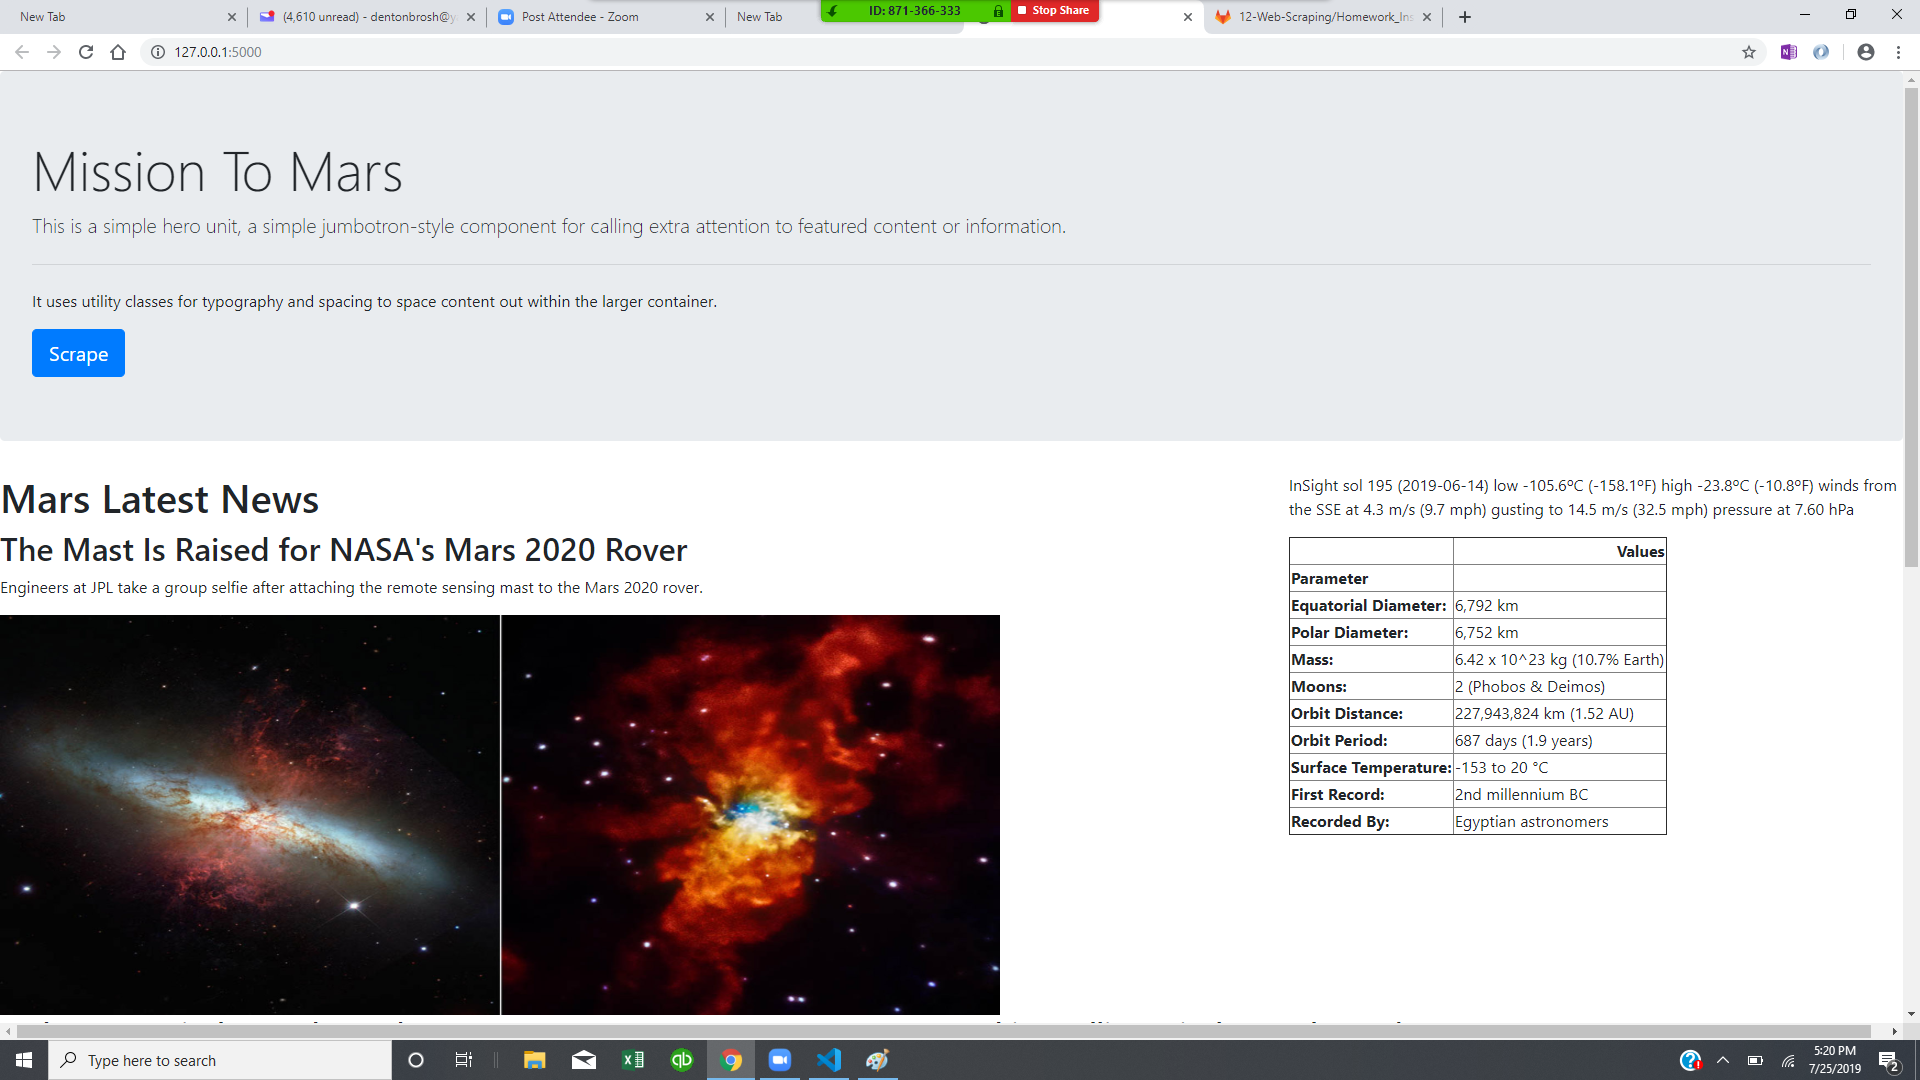 New Tab
(4,610 unread) - dentonbrosh@y
Post Attendee - Zoom
New Tab
ID: 871-366-333
Stop Share
12-Web-Scraping/Homework_Ins
127.0.0.1:5000
Mission To Mars
This is a simple hero unit, a simple jumbotron-style component for calling extra attention to featured content or information.
It uses utility classes for typography and spacing to space content out within the larger container.
Scrape
Mars Latest News
The Mast Is Raised for NASA's Mars 2020 Rover
Engineers at JPL take a group selfie after attaching the remote sensing mast to the Mars 2020 rover.
InSight sol 195 (2019-06-14) low -105.6ºC (-158.1ºF) high -23.8ºC (-10.8ºF) winds from
the SSE at 4.3 m/s (9.7 mph) gusting to 14.5 m/s (32.5 mph) pressure at 7.60 hPa
Values
Parameter
Equatorial Diameter: 6,792 km
Polar Diameter: 6,752 km
Mass: 6.42 x 10^23 kg (10.7% Earth)
Moons: 2 (Phobos & Deimos)
Orbit Distance: 227,943,824 km (1.52 AU)
Orbit Period: 687 days (1.9 years)
Surface Temperature: -153 to 20 °C
First Record: 2nd millennium BC
Recorded By: Egyptian astronomers
Type here to search
5:20 PM
7/25/2019
2